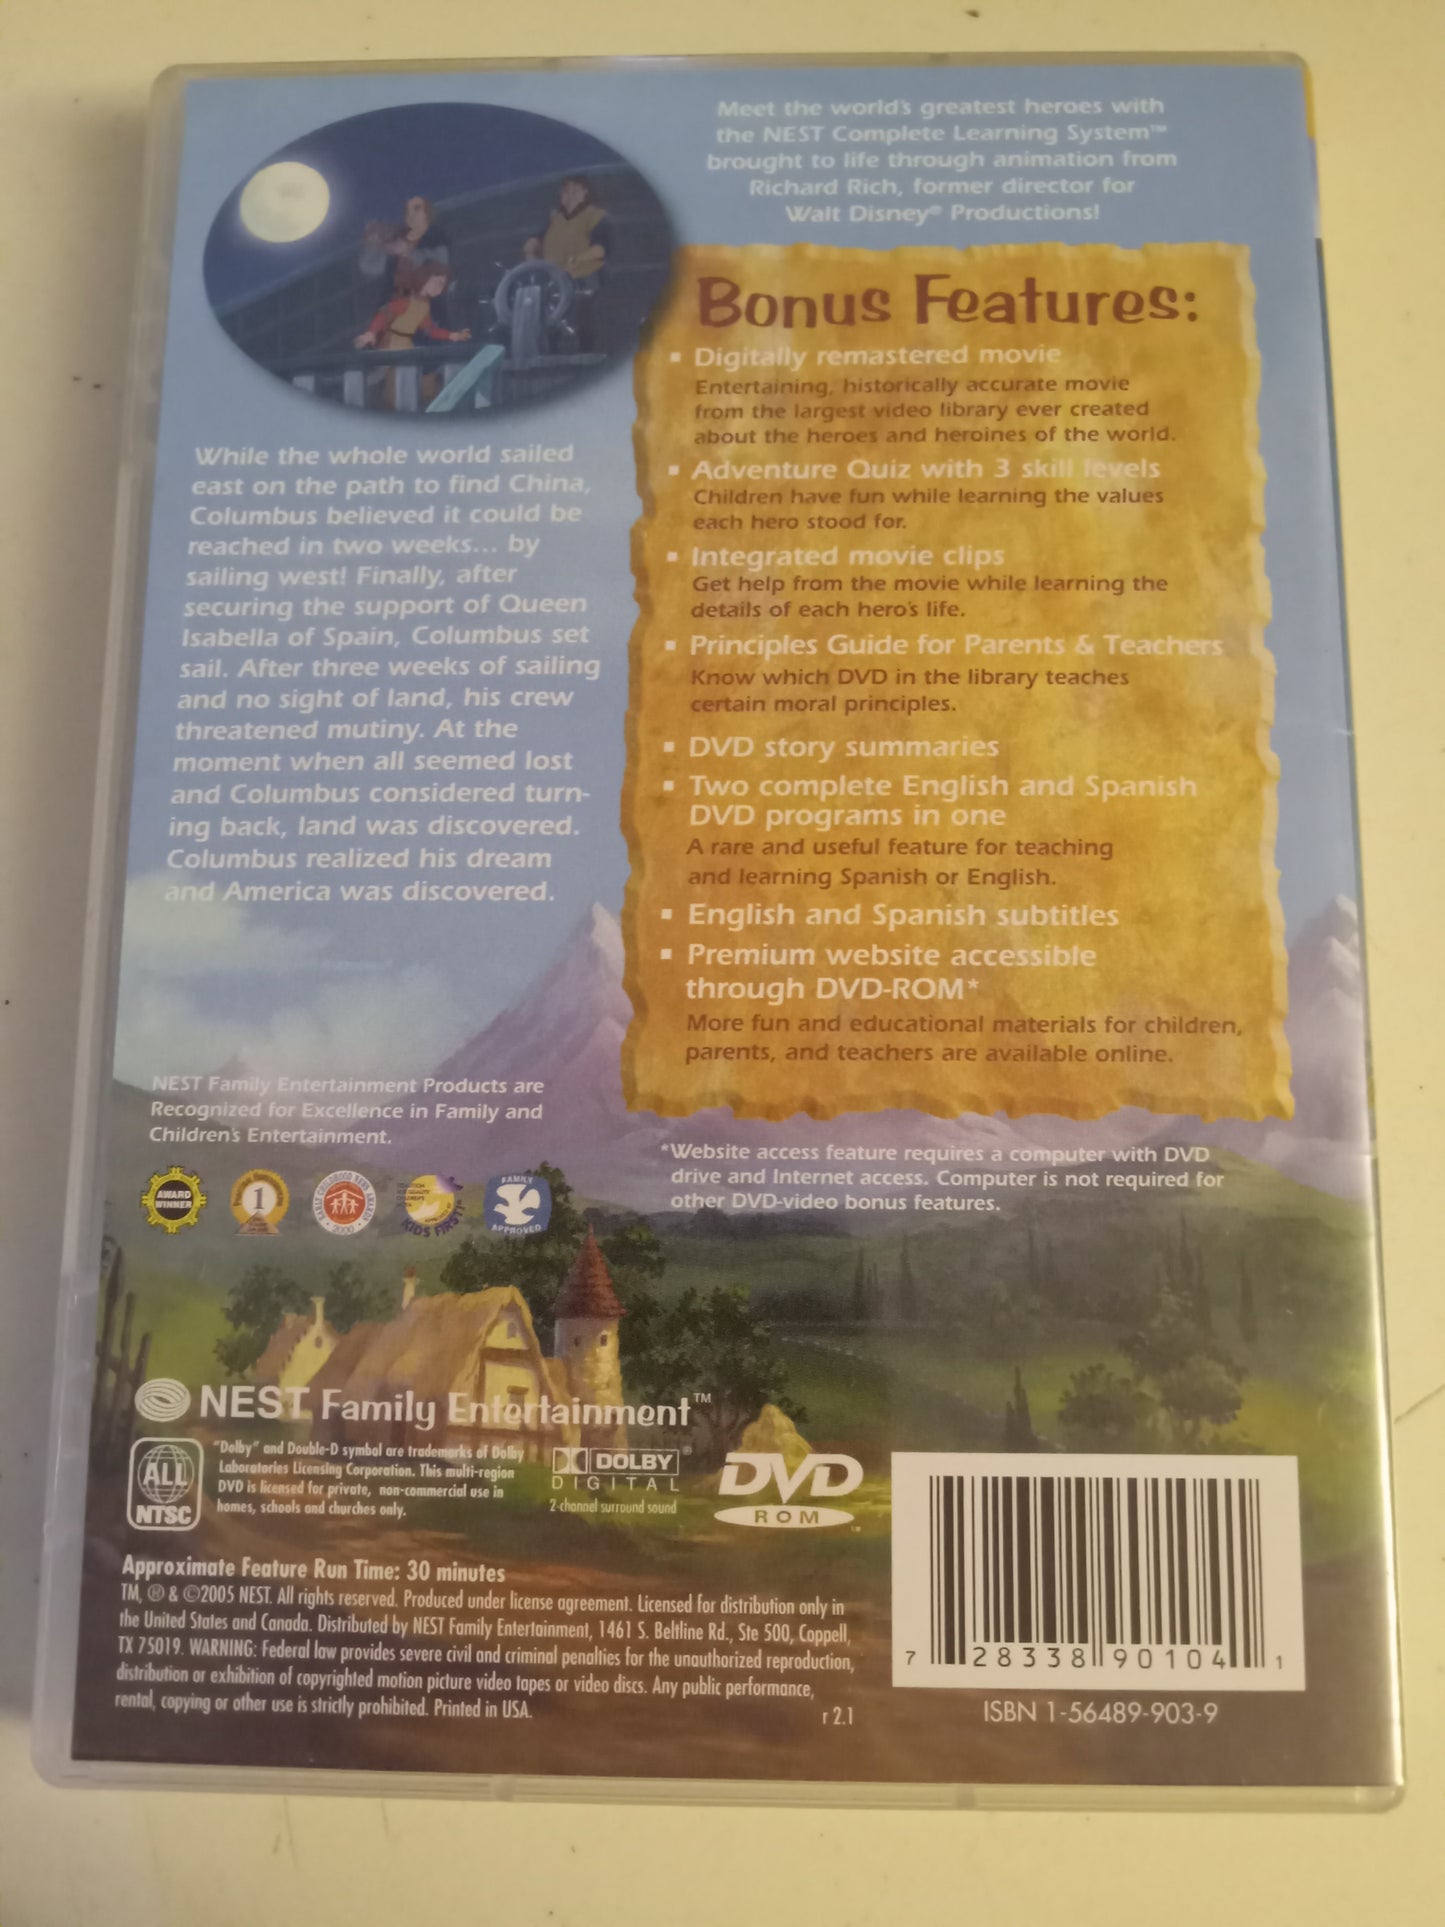 Meet the world's greatest heroes with
the NEST Complete Learning System™
brought to life through animation from
Richard Rich, former director for
Walt Disney® Productions!
While the whole world sailed
east on the path to find China,
Columbus believed it could be
reached in two weeks... by
sailing west! Finally, after
securing the support of Queen
Isabella of Spain, Columbus set
sail. After three weeks of sailing
and no sight of land, his crew
threatened mutiny. At the
moment when all seemed lost
and Columbus considered turn-
ing back, land was discovered.
Columbus realized his dream
and America was discovered.
Bonus Features:
▪ Digitally remastered movie
Entertaining, historically accurate movie
from the largest video library ever created
about the heroes and heroines of the world.
▪ Adventure Quiz with 3 skill levels
Children have fun while learning the values
each hero stood for.
▪ Integrated movie clips
Get help from the movie while learning the
details of each hero's life.
▪ Principles Guide for Parents & Teachers
Know which DVD in the library teaches
certain moral principles.
▪ DVD story summaries
▪ Two complete English and Spanish
DVD programs in one
A rare and useful feature for teaching
and learning Spanish or English.
▪ English and Spanish subtitles
▪ Premium website accessible
through DVD-ROM*
More fun and educational materials for children,
parents, and teachers are available online.
*Website access feature requires a computer with DVD
drive and Internet access. Computer is not required for
other DVD-video bonus features.
NEST Family Entertainment Products are
Recognized for Excellence in Family and
Children's Entertainment.
AWARD
WINNER
1
KIDS FIRST!
FAMILY
APPROVED
NEST Family Entertainment™
ALL
NTSC
"Dolby" and Double-D symbol are trademarks of Dolby
Laboratories Licensing Corporation. This multi-region
DVD is licensed for private, non-commercial use in
homes, schools and churches only.
DOLBY®
DIGITAL
2-channel surround sound
DVD
ROM
Approximate Feature Run Time: 30 minutes
TM, ® & ©2005 NEST. All rights reserved. Produced under license agreement. Licensed for distribution only in
the United States and Canada. Distributed by NEST Family Entertainment, 1461 S. Beltline Rd., Ste 500, Coppell,
TX 75019. WARNING: Federal law provides severe civil and criminal penalties for the unauthorized reproduction,
distribution or exhibition of copyrighted motion picture video tapes or video discs. Any public performance,
rental, copying or other use is strictly prohibited. Printed in USA.
r 2.1
7 28338 90104 1
ISBN 1-56489-903-9